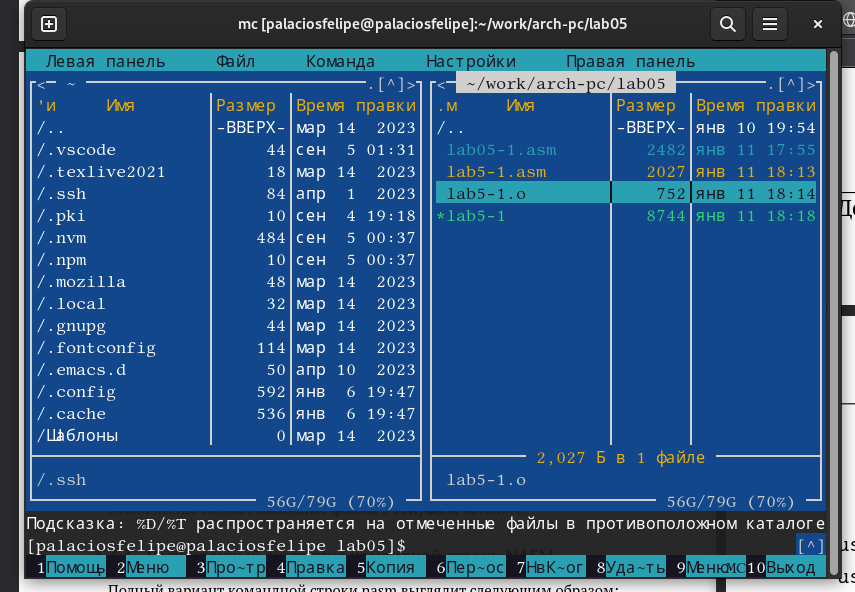 mc [palaciosfelipe@palaciosfelipe]:~/work/arch-pc/lab05
Левая панель Файл Команда Настройки Правая панель
<─ ~ .[^]>
'и Имя Размер Время правки
/.. -ВВЕРХ- мар 14 2023
/.vscode 44 сен 5 01:31
/.texlive2021 18 мар 14 2023
/.ssh 84 апр 1 2023
/.pki 10 сен 4 19:18
/.nvm 484 сен 5 00:37
/.npm 10 сен 5 00:37
/.mozilla 48 мар 14 2023
/.local 32 мар 14 2023
/.gnupg 44 мар 14 2023
/.fontconfig 114 мар 14 2023
/.emacs.d 50 апр 10 2023
/.config 592 янв 6 19:47
/.cache 536 янв 6 19:47
/Шаблоны 0 мар 14 2023
/.ssh
56G/79G (70%)
<─ ~/work/arch-pc/lab05 .[^]>
.м Имя Размер Время правки
/.. -ВВЕРХ- янв 10 19:54
lab05-1.asm 2482 янв 11 17:55
lab5-1.asm 2027 янв 11 18:13
lab5-1.o 752 янв 11 18:14
*lab5-1 8744 янв 11 18:18
2,027 Б в 1 файле
lab5-1.o
56G/79G (70%)
Подсказка: %D/%T распространяется на отмеченные файлы в противоположном каталоге
[palaciosfelipe@palaciosfelipe lab05]$ [^]
1Помощь 2Меню 3Про~тр 4Правка 5Копия 6Пер~ос 7НвК~ог 8Уда~ть 9МенюMC 10Выход
Полный вариант командной строки nasm выглядит следующим образом: